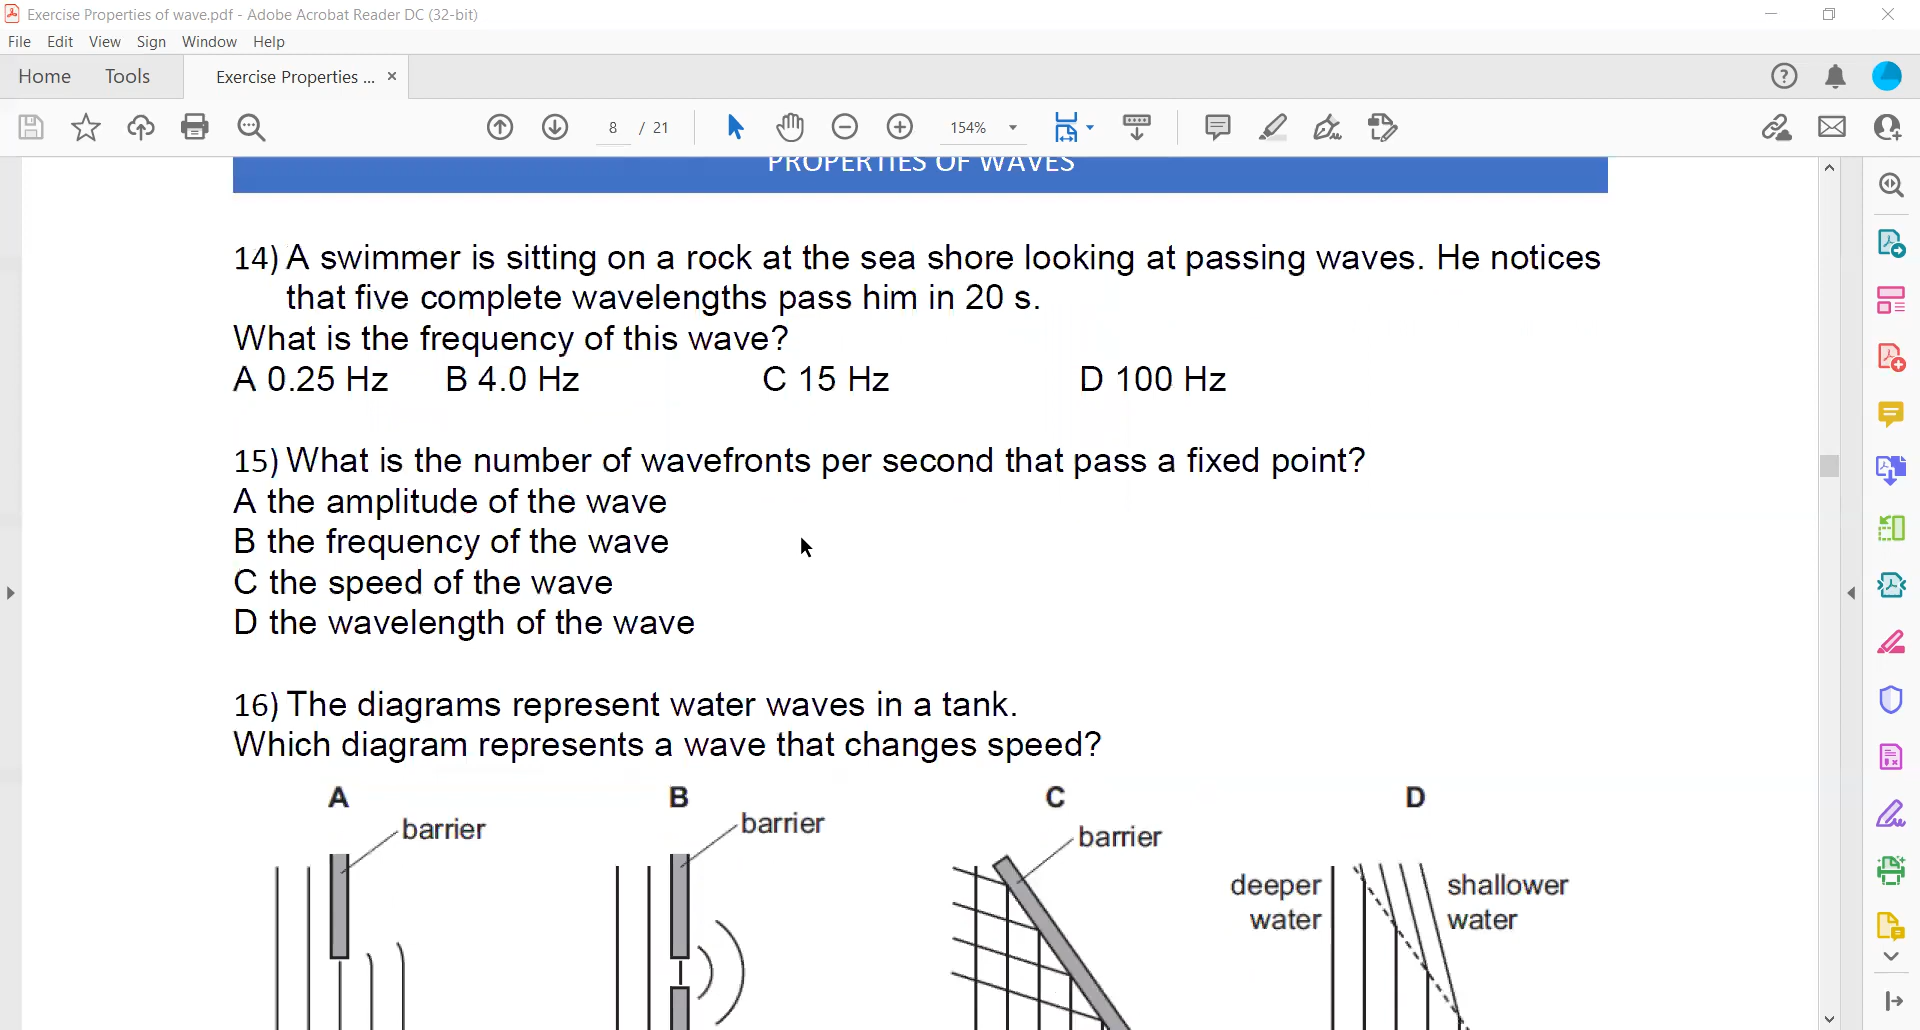 Exercise Properties of wave.pdf - Adobe Acrobat Reader DC (32-bit)
File Edit View Sign Window Help
Home Tools Exercise Properties ... ×
8 / 21 154%
PROPERTIES OF WAVES
14) A swimmer is sitting on a rock at the sea shore looking at passing waves. He notices
that five complete wavelengths pass him in 20 s.
What is the frequency of this wave?
A 0.25 Hz B 4.0 Hz C 15 Hz D 100 Hz
15) What is the number of wavefronts per second that pass a fixed point?
A the amplitude of the wave
B the frequency of the wave
C the speed of the wave
D the wavelength of the wave
16) The diagrams represent water waves in a tank.
Which diagram represents a wave that changes speed?
A B C D
barrier barrier barrier
deeper water shallower water